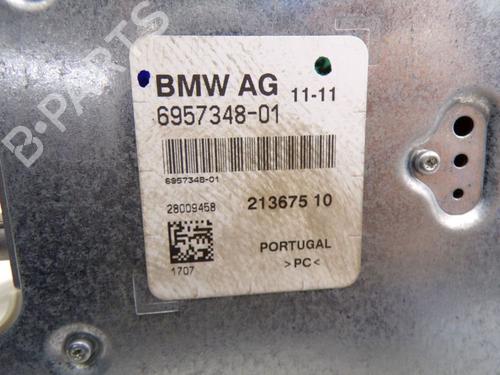 B-PARTS
BMW AG 11-11
6957348-01
6957348-01
28009458 213675 10
PORTUGAL
1707 >PC<